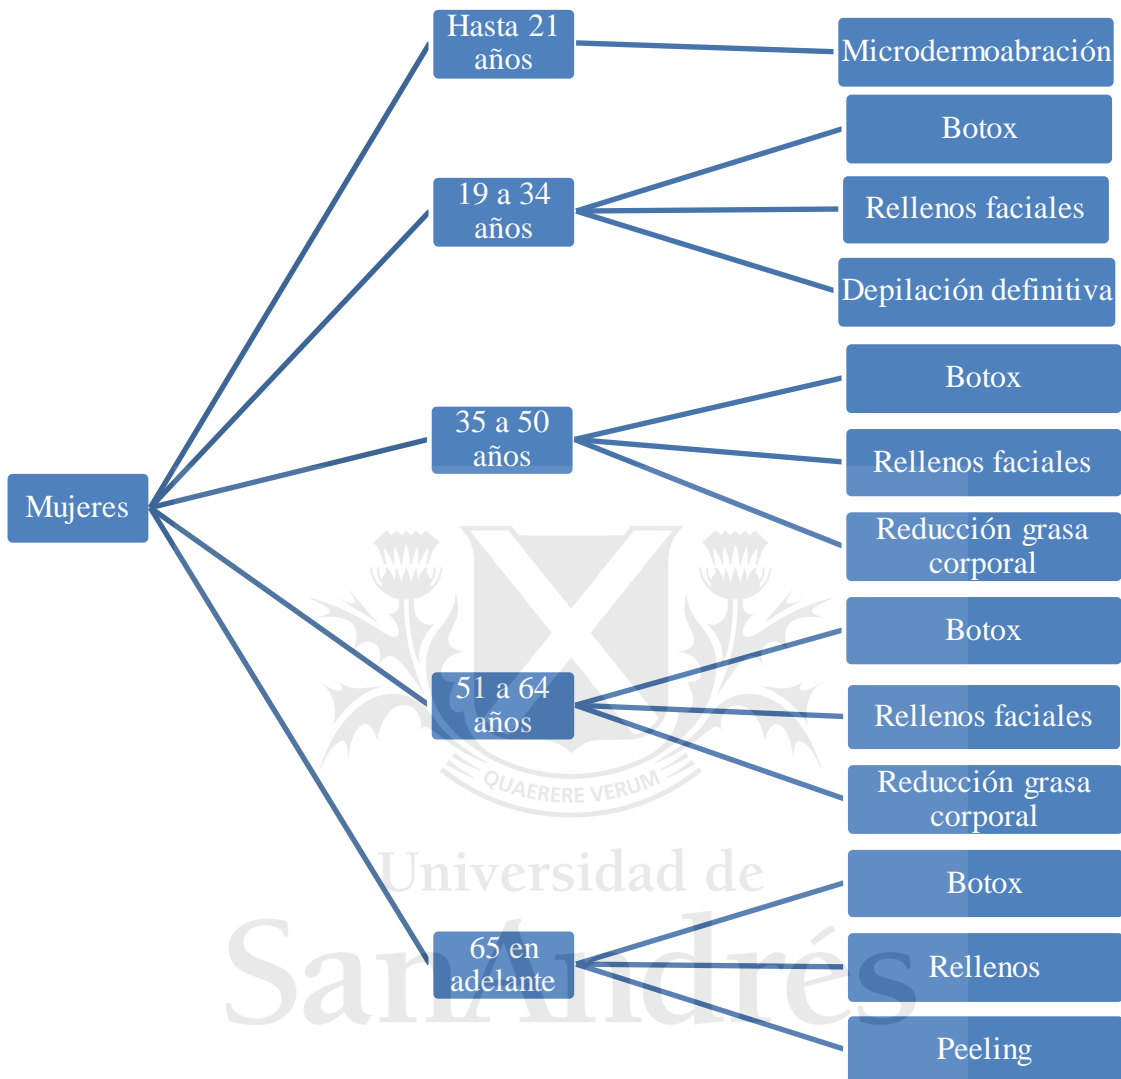 Hasta 21
años
Microdermoabración
Botox
19 a 34
años
Rellenos faciales
Depilación definitiva
Botox
35 a 50
años
Rellenos faciales
Mujeres
Reducción grasa
corporal
Botox
51 a 64
años
Rellenos faciales
QUAERERE VERUM
Reducción grasa
corporal
Universidad de
SanAndrés
Botox
65 en
adelante
Rellenos
Peeling